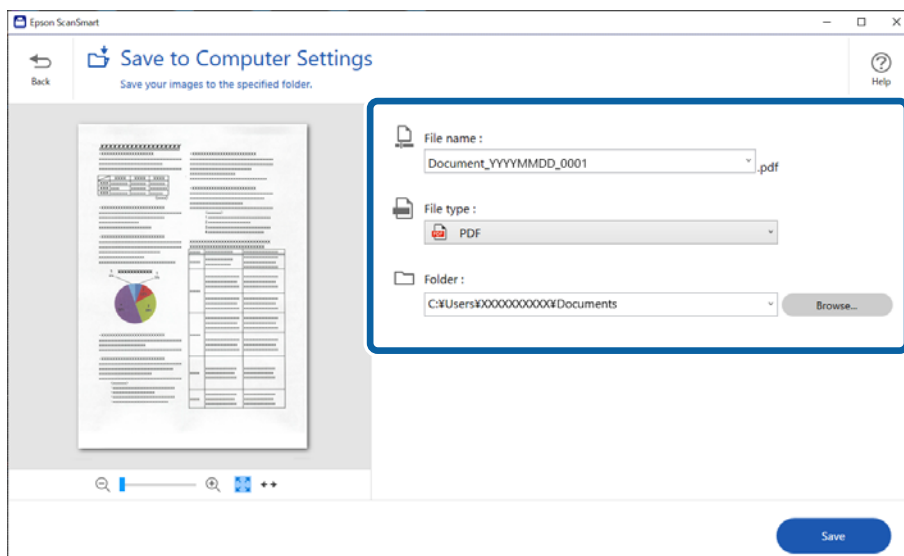 Epson ScanSmart
Back
Save to Computer Settings
Save your images to the specified folder.
Help
File name :
Document_YYYYMMDD_0001
.pdf
File type :
PDF
Folder :
C:¥Users¥XXXXXXXXXX¥Documents
Browse...
Save